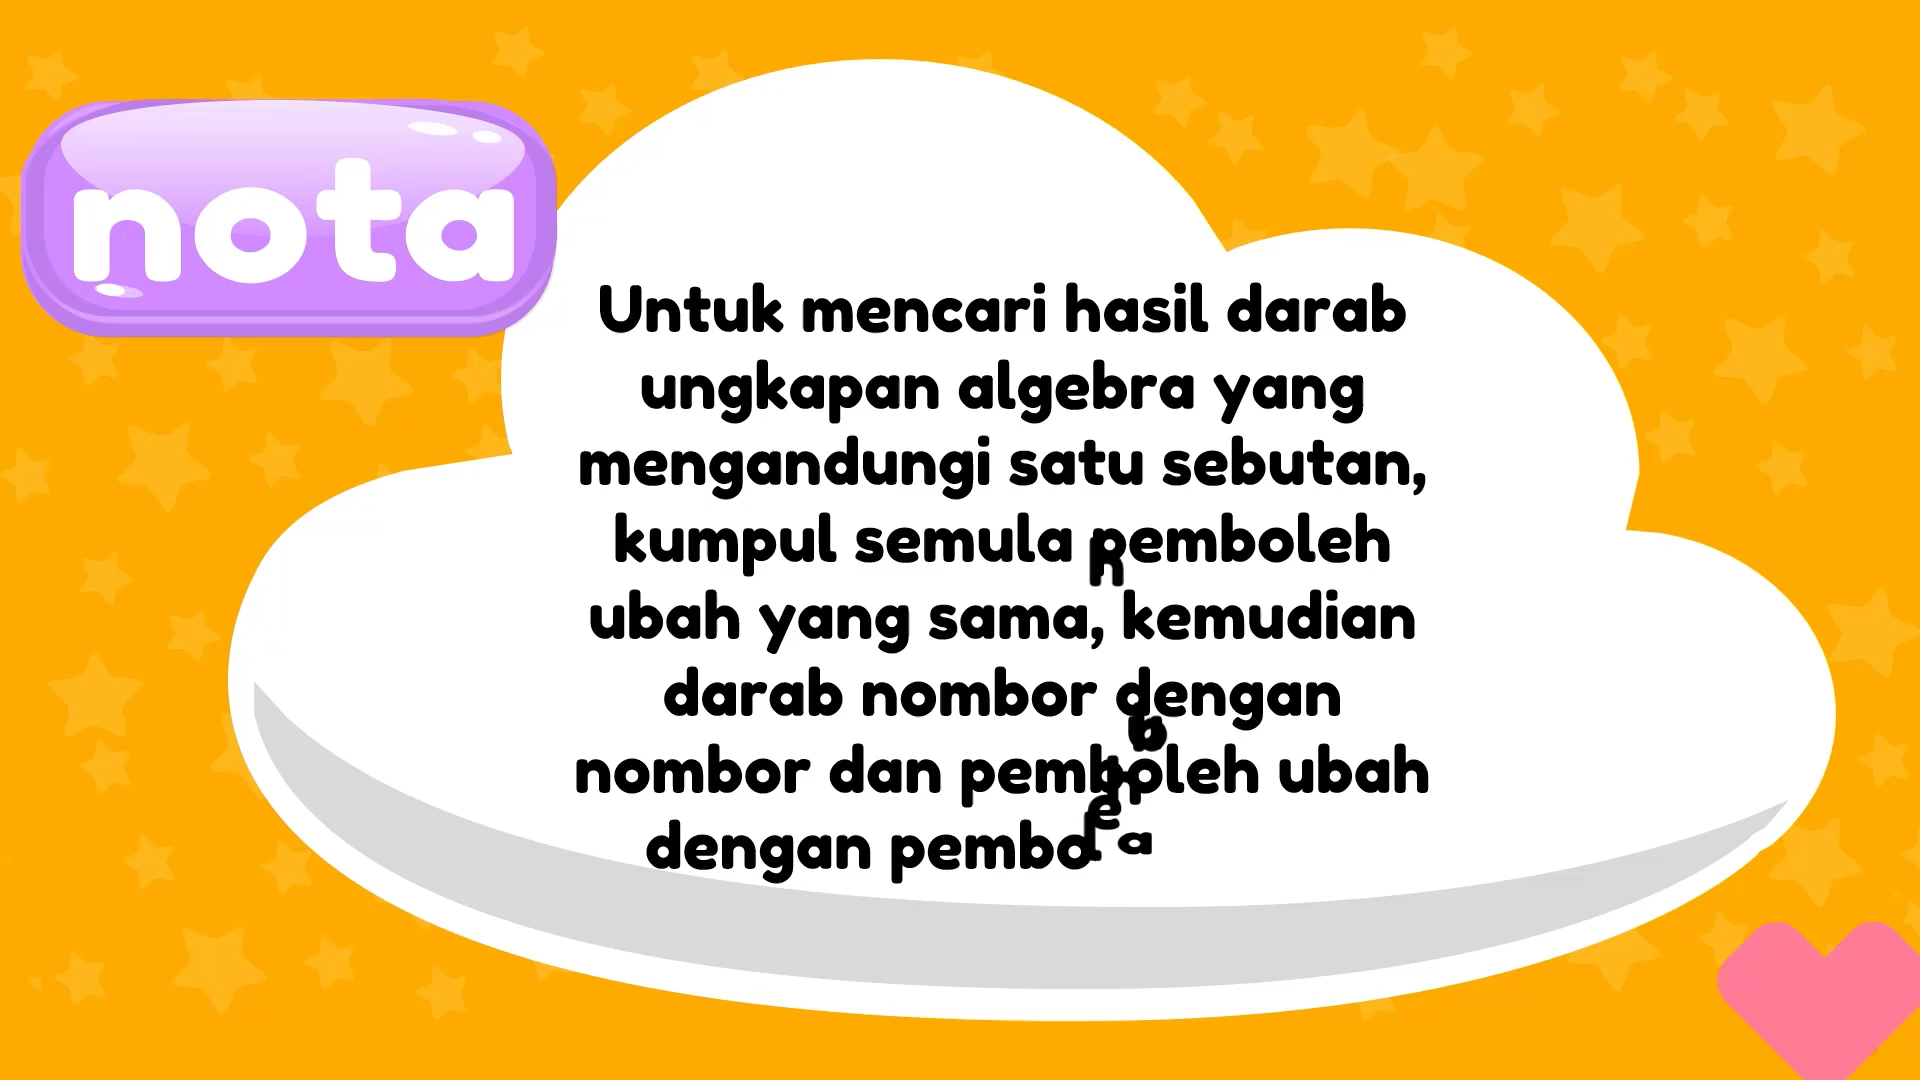 nota
Untuk mencari hasil darab
ungkapan algebra yang
mengandungi satu sebutan,
kumpul semula pemboleh
ubah yang sama, kemudian
darab nombor dengan
nombor dan pemboleh ubah
dengan pembo